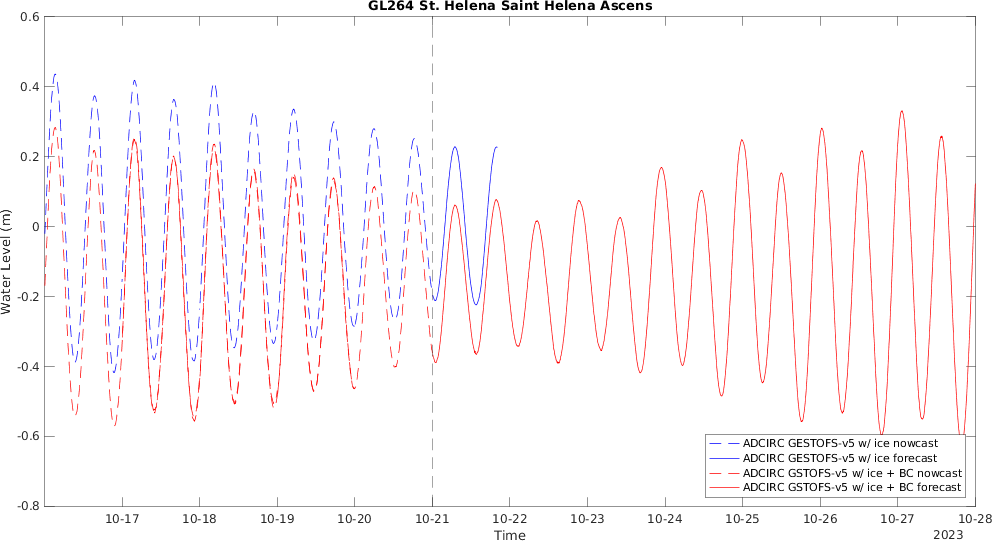 GL264 St. Helena Saint Helena Ascens
0.6
0.4
0.2
0
-0.2
-0.4
-0.6
-0.8
Water Level (m)
10-17 10-18 10-19 10-20 10-21 10-22 10-23 10-24 10-25 10-26 10-27 10-28
Time
2023
ADCIRC GESTOFS-v5 w/ ice nowcast
ADCIRC GESTOFS-v5 w/ ice forecast
ADCIRC GSTOFS-v5 w/ ice + BC nowcast
ADCIRC GSTOFS-v5 w/ ice + BC forecast